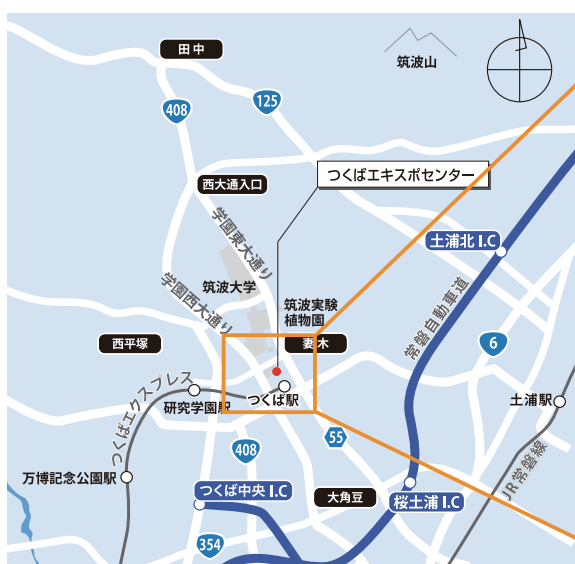 田中
筑波山
408
125
つくばエキスポセンター
西大通入口
学園東大通り
土浦北 I.C
筑波大学
学園西大通り
筑波実験
植物園
常磐自動車道
西平塚
妻木
6
つくばエクスプレス
研究学園駅
つくば駅
土浦駅
55
408
JR常磐線
万博記念公園駅
つくば中央 I.C
大角豆
桜土浦 I.C
354